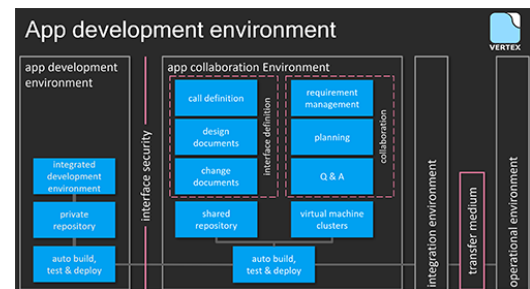 App development environment
VERTEX
app development
environment
integrated
development
environment
private
repository
auto build,
test & deploy
interface security
app collaboration Environment
call definition
design
documents
change
documents
interface definition
requirement
management
planning
Q & A
collaboration
shared
repository
virtual machine
clusters
auto build,
test & deploy
integration environment
transfer medium
operational environment